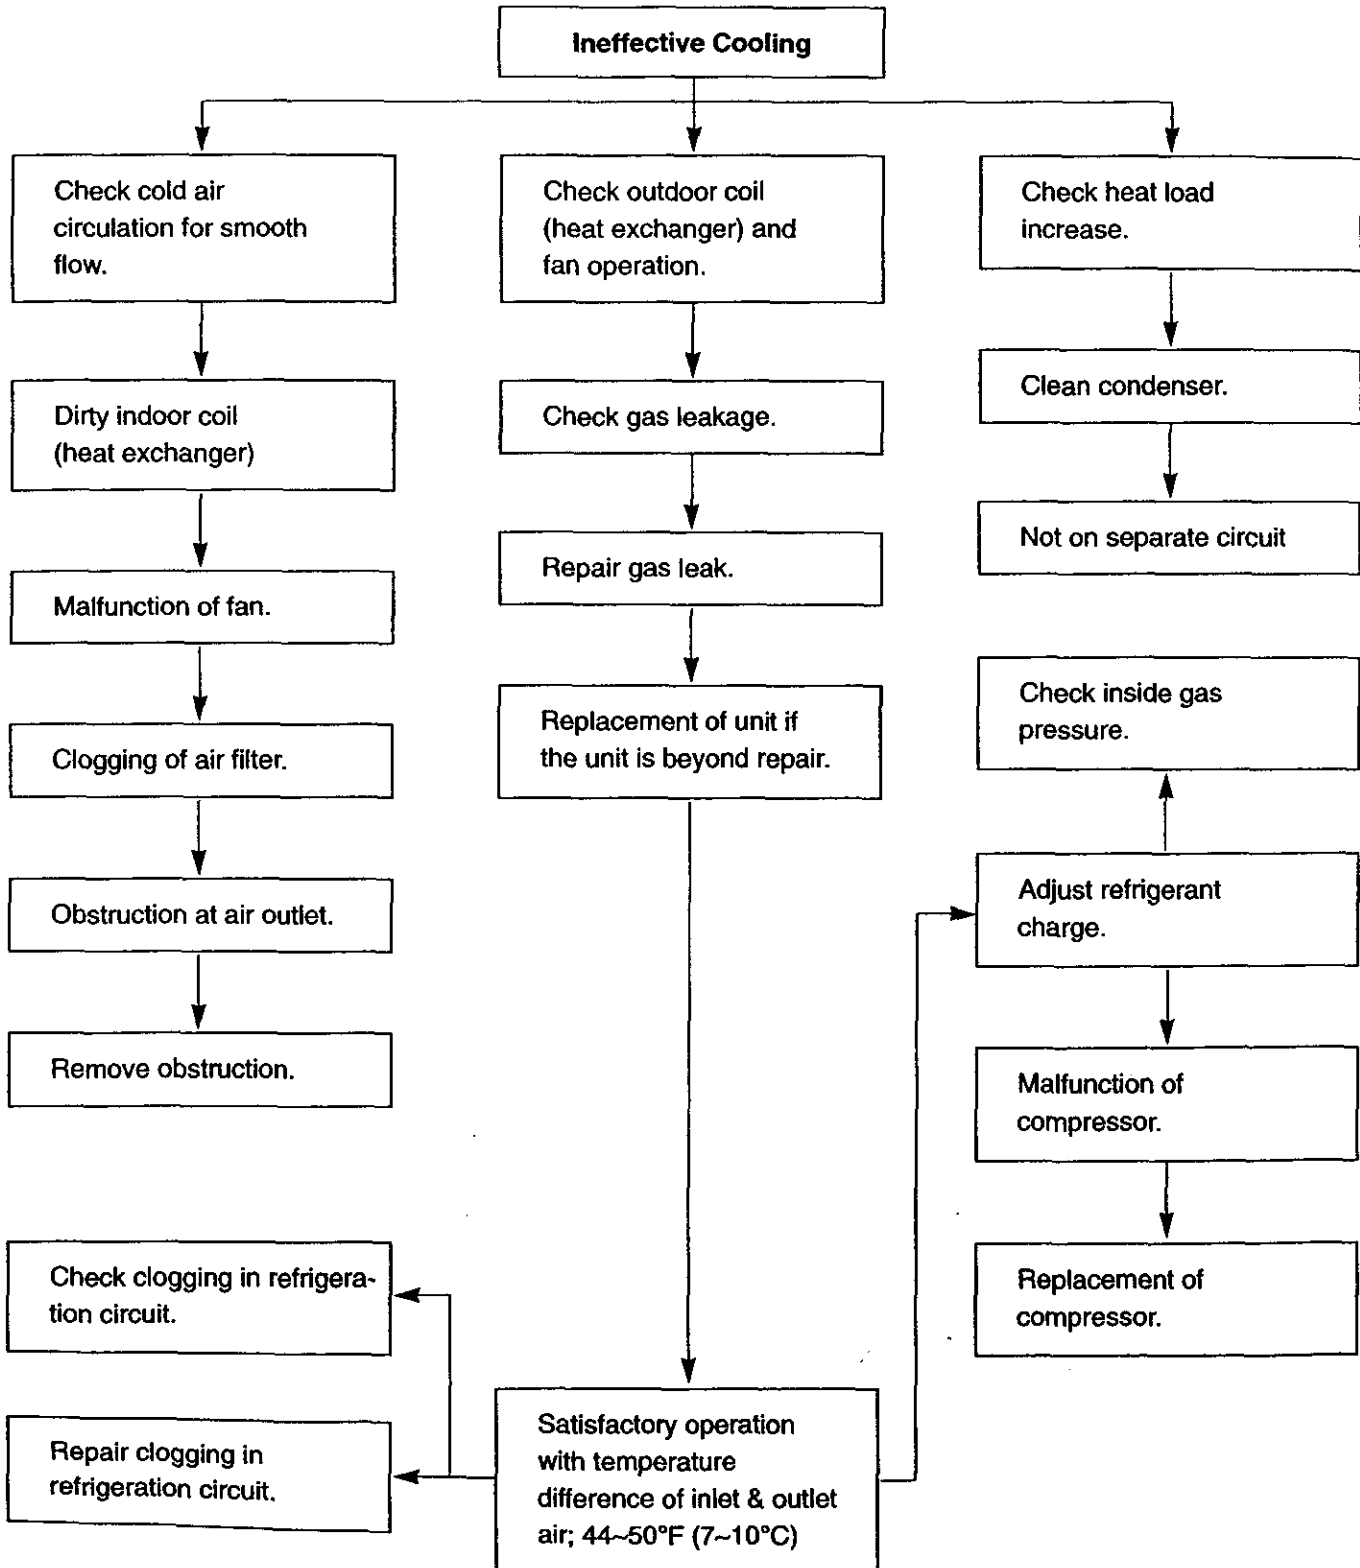 Ineffective Cooling
Check cold air
circulation for smooth
flow.
Dirty indoor coil
(heat exchanger)
Malfunction of fan.
Clogging of air filter.
Obstruction at air outlet.
Remove obstruction.
Check outdoor coil
(heat exchanger) and
fan operation.
Check gas leakage.
Repair gas leak.
Replacement of unit if
the unit is beyond repair.
Check heat load
increase.
Clean condenser.
Not on separate circuit
Check inside gas
pressure.
Adjust refrigerant
charge.
Malfunction of
compressor.
Replacement of
compressor.
Check clogging in refrigera-
tion circuit.
Repair clogging in
refrigeration circuit.
Satisfactory operation
with temperature
difference of inlet & outlet
air; 44~50°F (7~10°C)